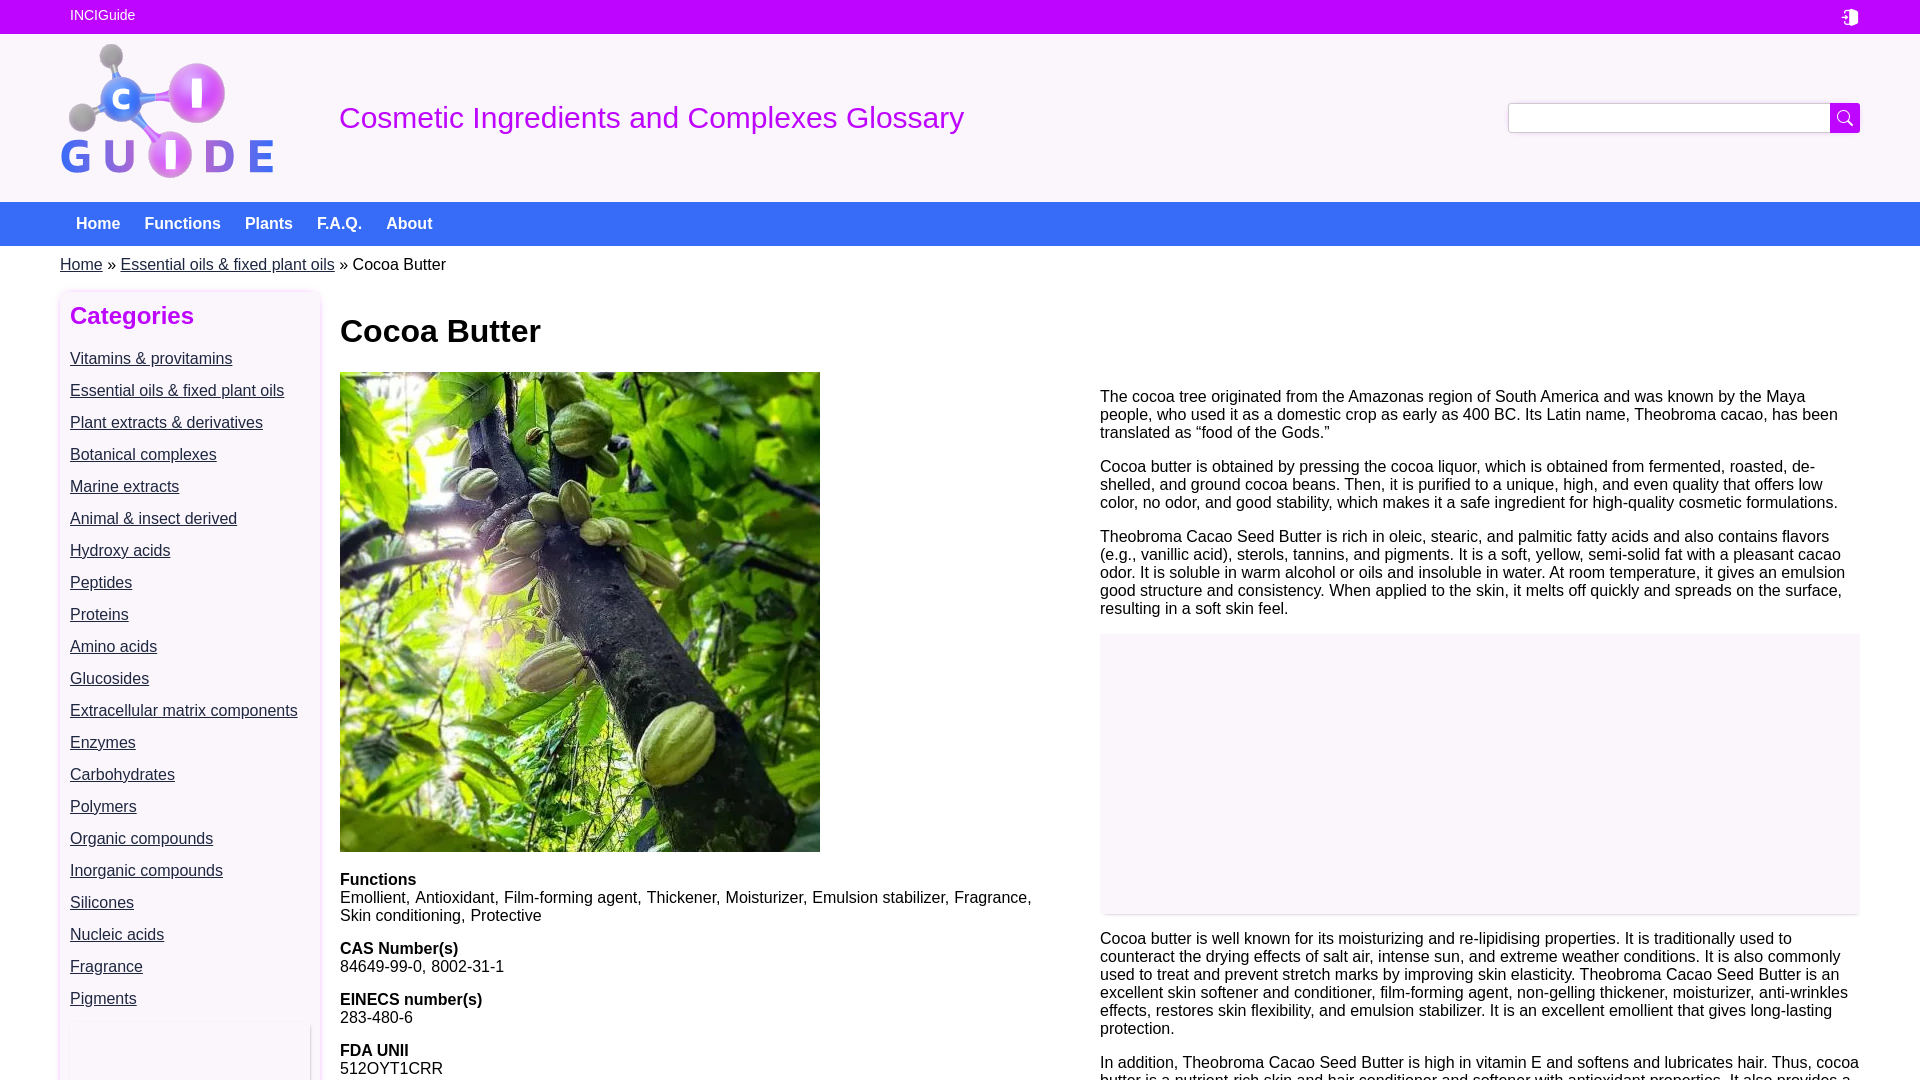 INCIGuide
C I
GUIDE
Cosmetic Ingredients and Complexes Glossary
Home Functions Plants F.A.Q. About
Home » Essential oils & fixed plant oils » Cocoa Butter
Categories
Vitamins & provitamins
Essential oils & fixed plant oils
Plant extracts & derivatives
Botanical complexes
Marine extracts
Animal & insect derived
Hydroxy acids
Peptides
Proteins
Amino acids
Glucosides
Extracellular matrix components
Enzymes
Carbohydrates
Polymers
Organic compounds
Inorganic compounds
Silicones
Nucleic acids
Fragrance
Pigments
Cocoa Butter
Functions
Emollient, Antioxidant, Film-forming agent, Thickener, Moisturizer, Emulsion stabilizer, Fragrance,
Skin conditioning, Protective
CAS Number(s)
84649-99-0, 8002-31-1
EINECS number(s)
283-480-6
FDA UNII
512OYT1CRR
The cocoa tree originated from the Amazonas region of South America and was known by the Maya
people, who used it as a domestic crop as early as 400 BC. Its Latin name, Theobroma cacao, has been
translated as “food of the Gods.”
Cocoa butter is obtained by pressing the cocoa liquor, which is obtained from fermented, roasted, de-
shelled, and ground cocoa beans. Then, it is purified to a unique, high, and even quality that offers low
color, no odor, and good stability, which makes it a safe ingredient for high-quality cosmetic formulations.
Theobroma Cacao Seed Butter is rich in oleic, stearic, and palmitic fatty acids and also contains flavors
(e.g., vanillic acid), sterols, tannins, and pigments. It is a soft, yellow, semi-solid fat with a pleasant cacao
odor. It is soluble in warm alcohol or oils and insoluble in water. At room temperature, it gives an emulsion
good structure and consistency. When applied to the skin, it melts off quickly and spreads on the surface,
resulting in a soft skin feel.
Cocoa butter is well known for its moisturizing and re-lipidising properties. It is traditionally used to
counteract the drying effects of salt air, intense sun, and extreme weather conditions. It is also commonly
used to treat and prevent stretch marks by improving skin elasticity. Theobroma Cacao Seed Butter is an
excellent skin softener and conditioner, film-forming agent, non-gelling thickener, moisturizer, anti-wrinkles
effects, restores skin flexibility, and emulsion stabilizer. It is an excellent emollient that gives long-lasting
protection.
In addition, Theobroma Cacao Seed Butter is high in vitamin E and softens and lubricates hair. Thus, cocoa
butter is a nutrient-rich skin and hair conditioner and softener with antioxidant properties. It also provides a